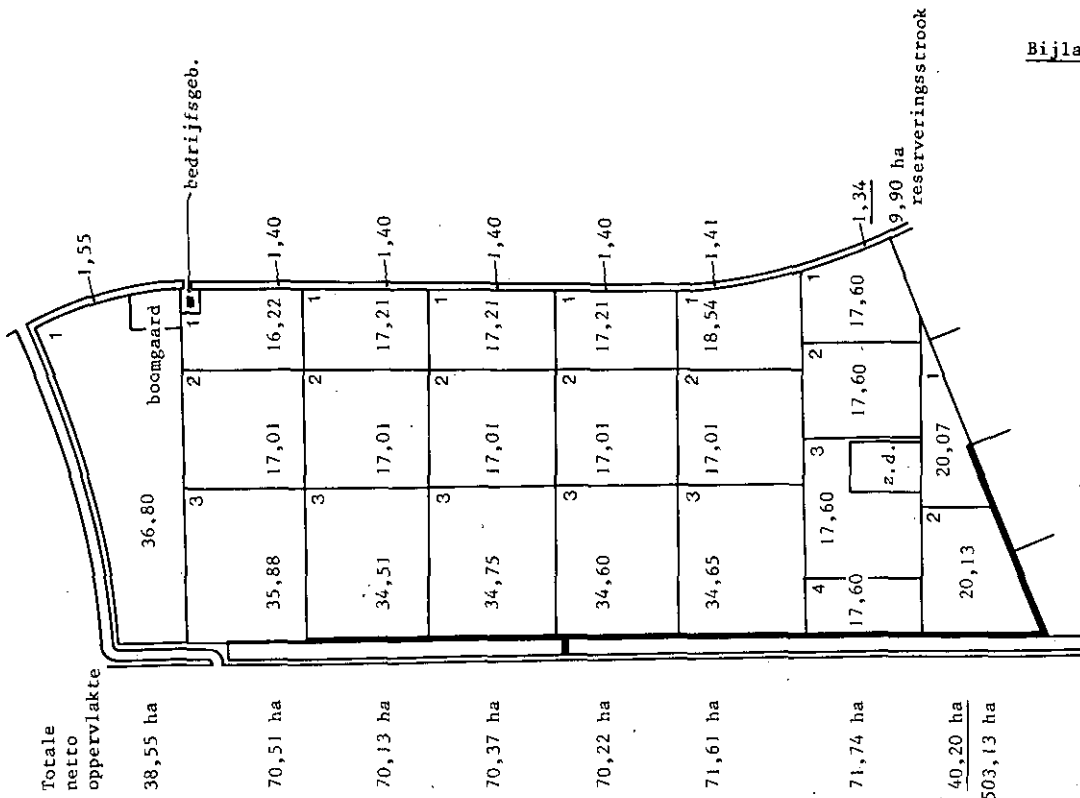 Bijla
Totale
netto
oppervlakte
38,55 ha
36.80
boomgaard
1
1,55
bedrijfsgeb.
70,51 ha
3
35,88
2
17,01
1
16,22
1,40
70,13 ha
3
34,51
2
17,01
1
17,21
1,40
70,37 ha
3
34,75
2
17,01
1
17,21
1,40
70,22 ha
3
34,60
2
17,01
1
17,21
1,40
71,61 ha
3
34,65
2
17,01
1
18,54
1,41
71,74 ha
4
17,60
3
17,60
z.d.
2
17,60
1
17,60
1,34
9,90 ha
reserveringsstrook
40,20 ha
2
20,13
1
20,07
503,13 ha